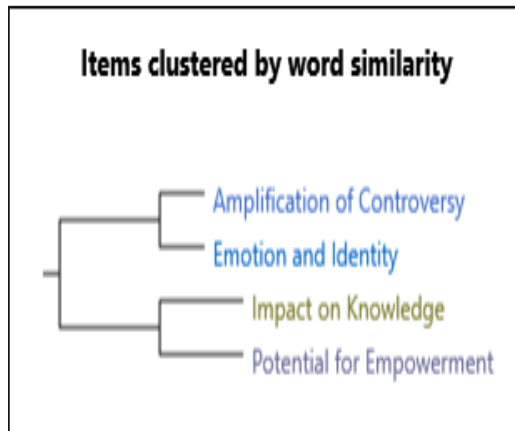 Items clustered by word similarity
Amplification of Controversy
Emotion and Identity
Impact on Knowledge
Potential for Empowerment